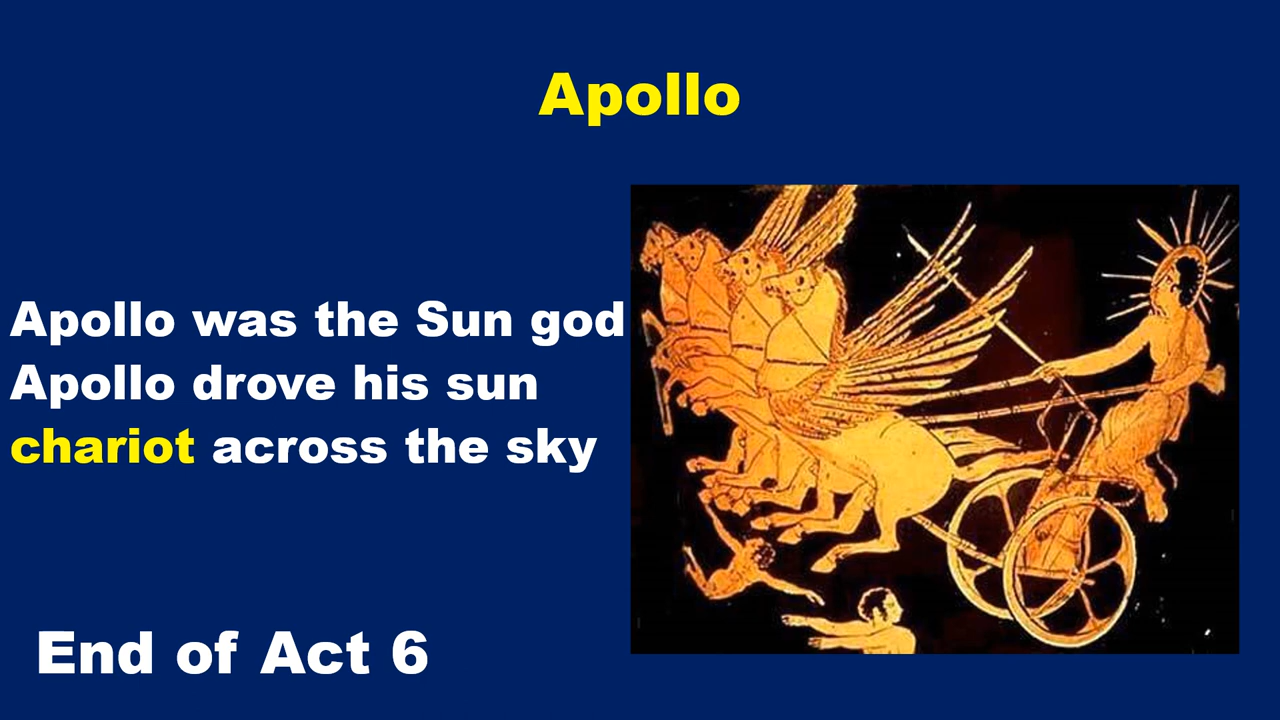 Apollo
Apollo was the Sun god
Apollo drove his sun
chariot across the sky
End of Act 6